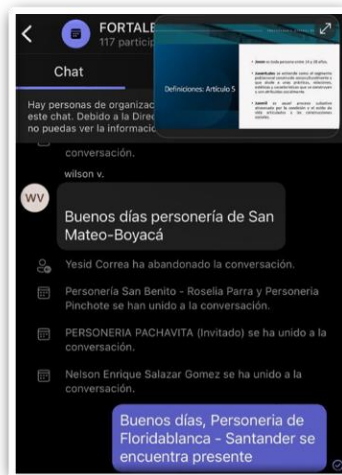 FORTALE
117 particip
Chat
Hay personas de organizac
este chat. Debido a la Direc
no puedas ver la informació
Definiciones: Artículo 5
conversación.
wilson v.
WV
Buenos días personería de San
Mateo-Boyacá
Yesid Correa ha abandonado la conversación.
Personería San Benito - Roselia Parra y Personeria
Pinchote se han unido a la conversación.
PERSONERIA PACHAVITA (Invitado) se ha unido a la
conversación.
Nelson Enrique Salazar Gomez se ha unido a la
conversación.
Buenos días, Personeria de
Floridablanca - Santander se
encuentra presente